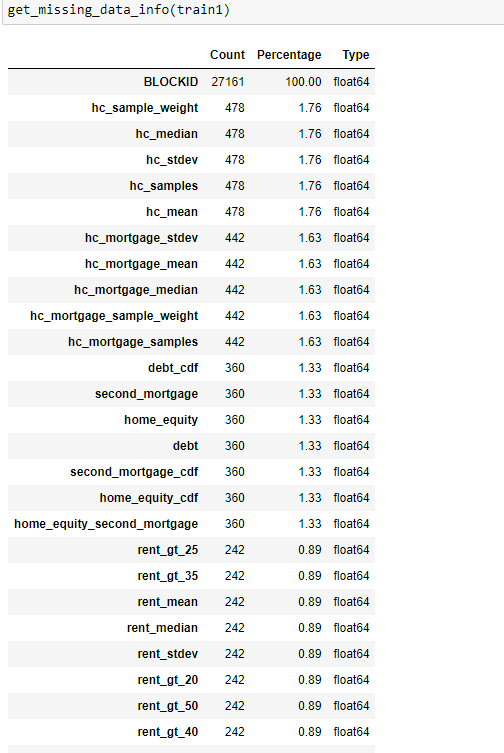 get_missing_data_info(train1)
Count Percentage Type
BLOCKID 27161 100.00 float64
hc_sample_weight 478 1.76 float64
hc_median 478 1.76 float64
hc_stdev 478 1.76 float64
hc_samples 478 1.76 float64
hc_mean 478 1.76 float64
hc_mortgage_stdev 442 1.63 float64
hc_mortgage_mean 442 1.63 float64
hc_mortgage_median 442 1.63 float64
hc_mortgage_sample_weight 442 1.63 float64
hc_mortgage_samples 442 1.63 float64
debt_cdf 360 1.33 float64
second_mortgage 360 1.33 float64
home_equity 360 1.33 float64
debt 360 1.33 float64
second_mortgage_cdf 360 1.33 float64
home_equity_cdf 360 1.33 float64
home_equity_second_mortgage 360 1.33 float64
rent_gt_25 242 0.89 float64
rent_gt_35 242 0.89 float64
rent_mean 242 0.89 float64
rent_median 242 0.89 float64
rent_stdev 242 0.89 float64
rent_gt_20 242 0.89 float64
rent_gt_50 242 0.89 float64
rent_gt_40 242 0.89 float64